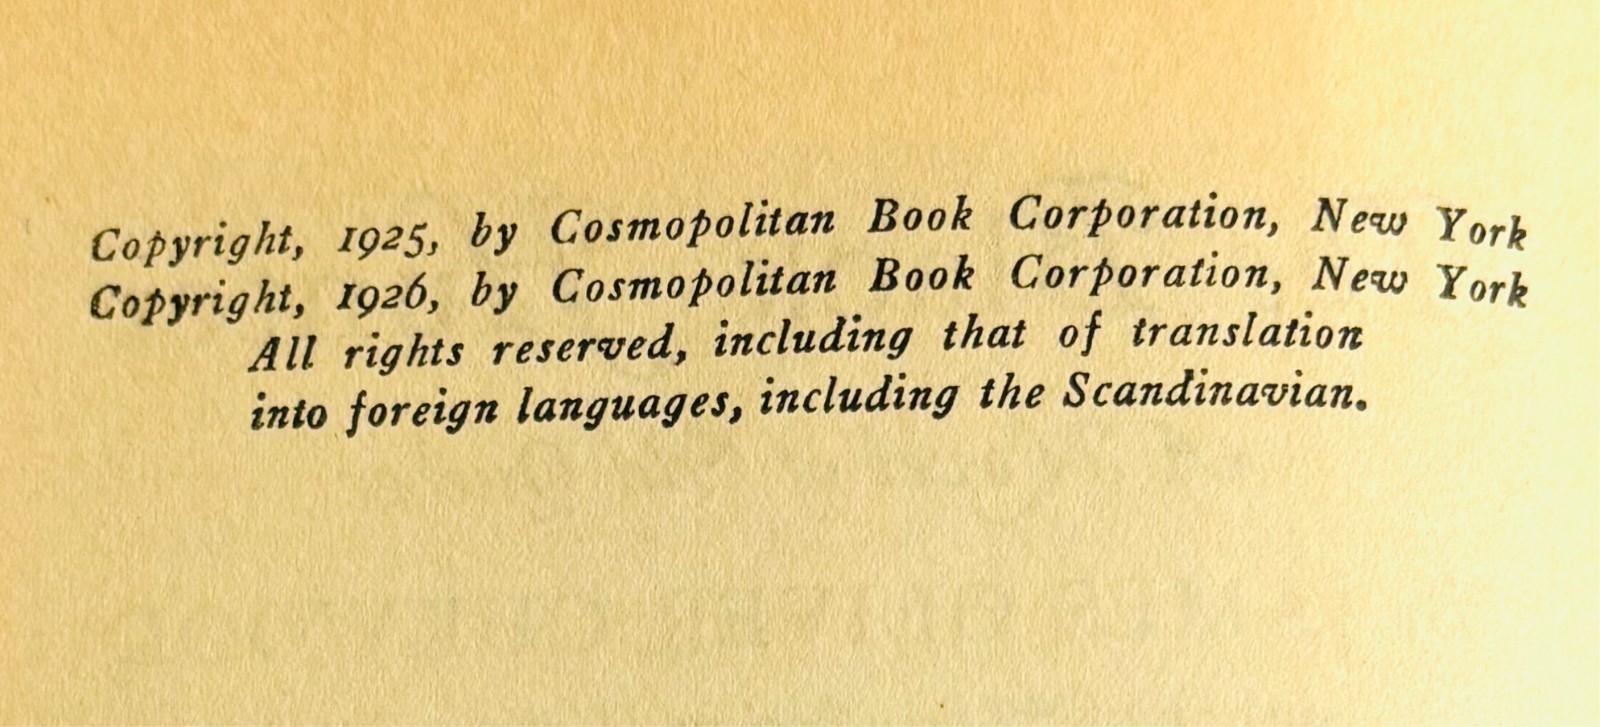 Copyright, 1925, by Cosmopolitan Book Corporation, New York
Copyright, 1926, by Cosmopolitan Book Corporation, New York
All rights reserved, including that of translation
into foreign languages, including the Scandinavian.